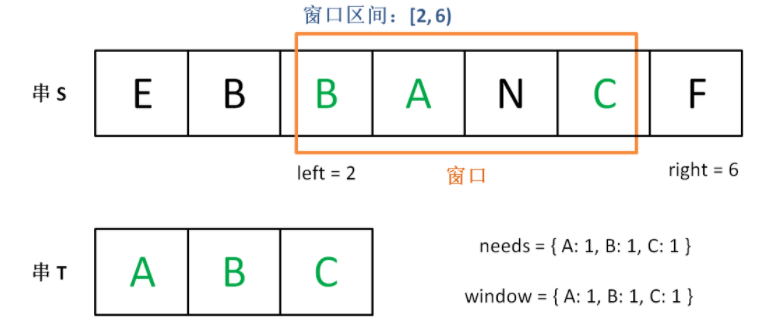 窗口区间：[2, 6)
串 S E B B A N C F
left = 2 窗口 right = 6
串 T A B C
needs = { A: 1, B: 1, C: 1 }
window = { A: 1, B: 1, C: 1 }